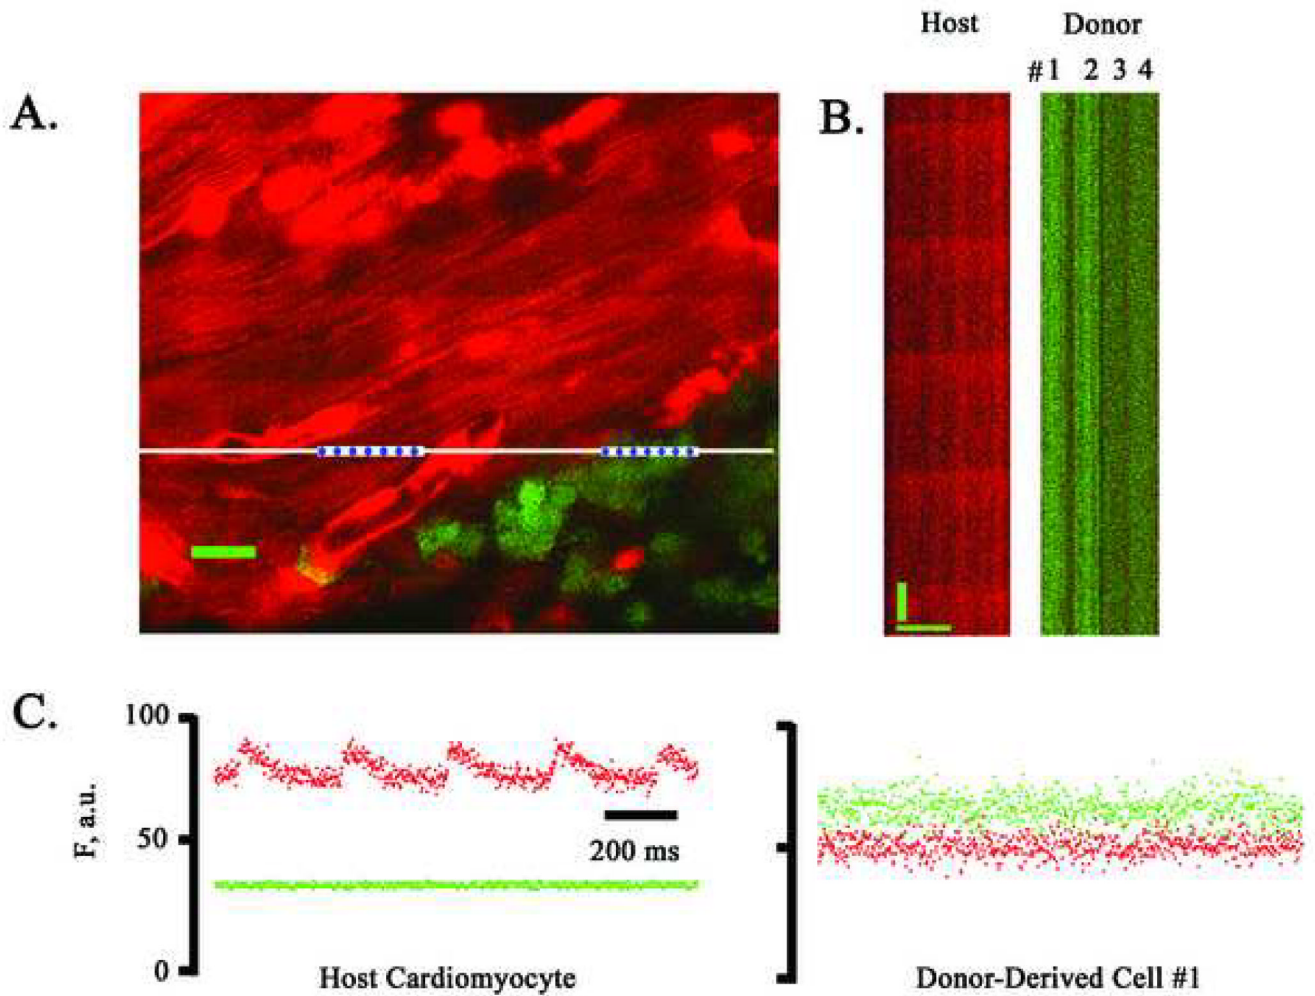 Host Donor
#1 2 3 4
A.
B.
C.
100
50
0
F, a.u.
200 ms
Host Cardiomyocyte
Donor-Derived Cell #1